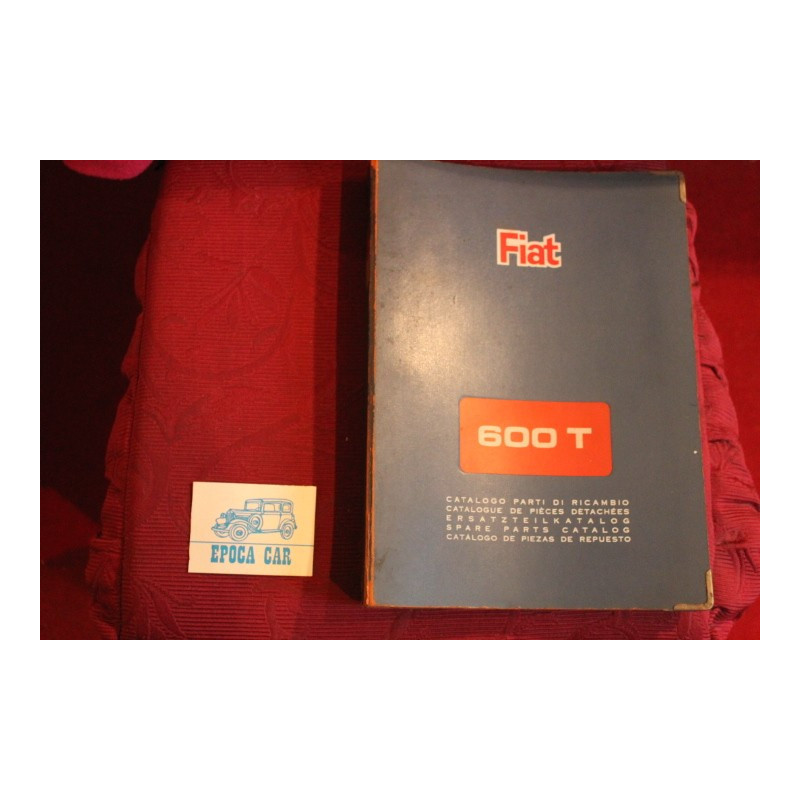 Fiat
600 T
CATALOGO PARTI DI RICAMBIO
CATALOGUE DE PIÈCES DETACHÉES
ERSATZTEILKATALOG
SPARE PARTS CATALOG
CATÁLOGO DE PIEZAS DE REPUESTO
EPOCA CAR